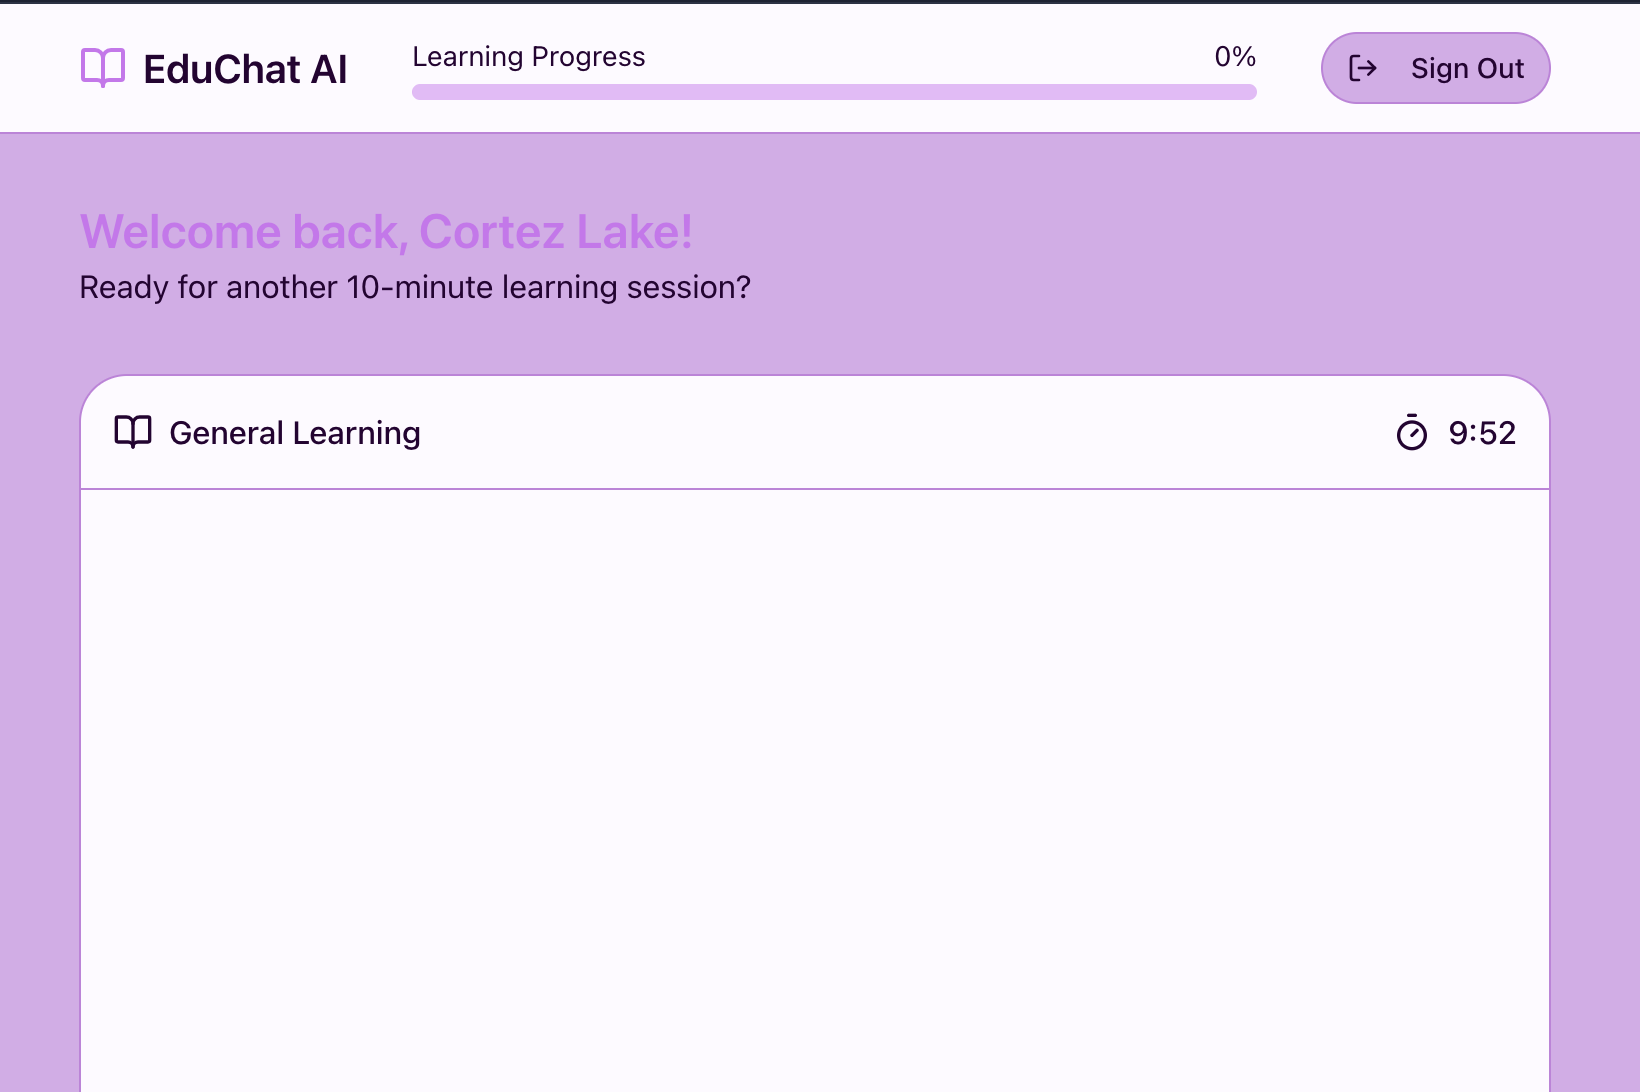 EduChat AI
Learning Progress
0%
Sign Out
Welcome back, Cortez Lake!
Ready for another 10-minute learning session?
General Learning
9:52